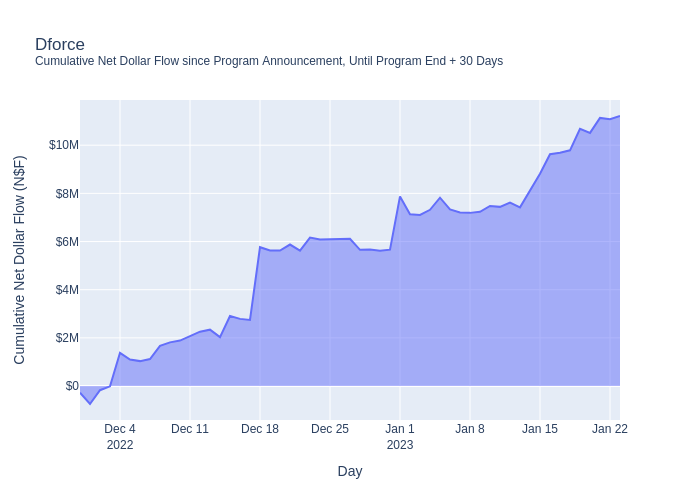 Dforce
Cumulative Net Dollar Flow since Program Announcement, Until Program End + 30 Days
Cumulative Net Dollar Flow (N$F)
$10M
$8M
$6M
$4M
$2M
$0
Dec 4
2022
Dec 11
Dec 18
Dec 25
Jan 1
2023
Jan 8
Jan 15
Jan 22
Day